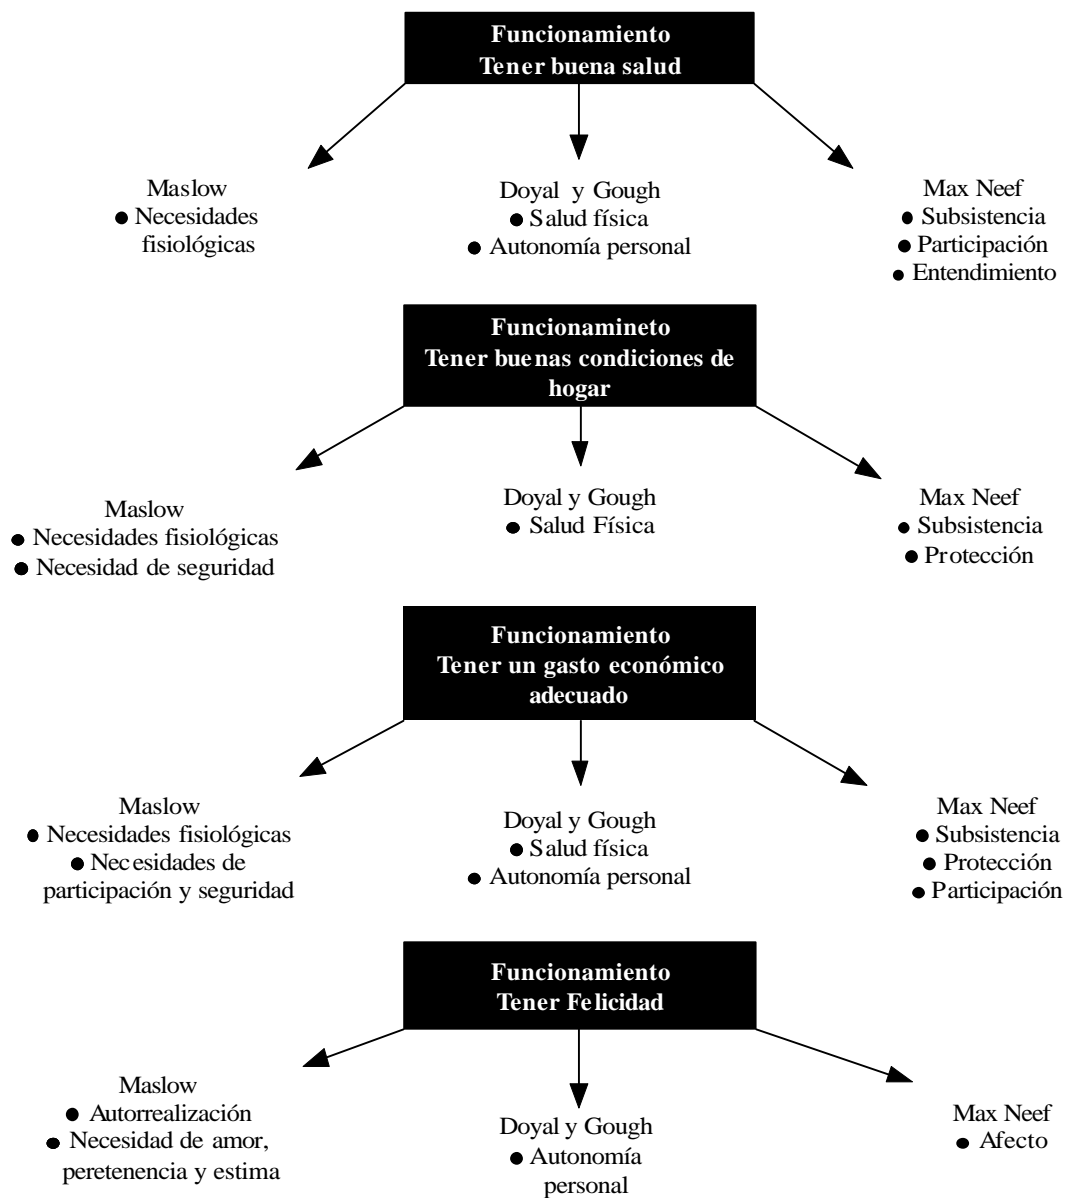 Funcionamiento
Tener buena salud
Maslow
● Necesidades
fisiológicas
Doyal y Gough
● Salud física
● Autonomía personal
Max Neef
● Subsistencia
● Participación
● Entendimiento
Funcionamineto
Tener buenas condiciones de
hogar
Maslow
● Necesidades fisiológicas
● Necesidad de seguridad
Doyal y Gough
● Salud Física
Max Neef
● Subsistencia
● Protección
Funcionamiento
Tener un gasto económico
adecuado
Maslow
● Necesidades fisiológicas
● Necesidades de
participación y seguridad
Doyal y Gough
● Salud física
● Autonomía personal
Max Neef
● Subsistencia
● Protección
● Participación
Funcionamiento
Tener Felicidad
Maslow
● Autorrealización
● Necesidad de amor,
peretenencia y estima
Doyal y Gough
● Autonomía
personal
Max Neef
● Afecto